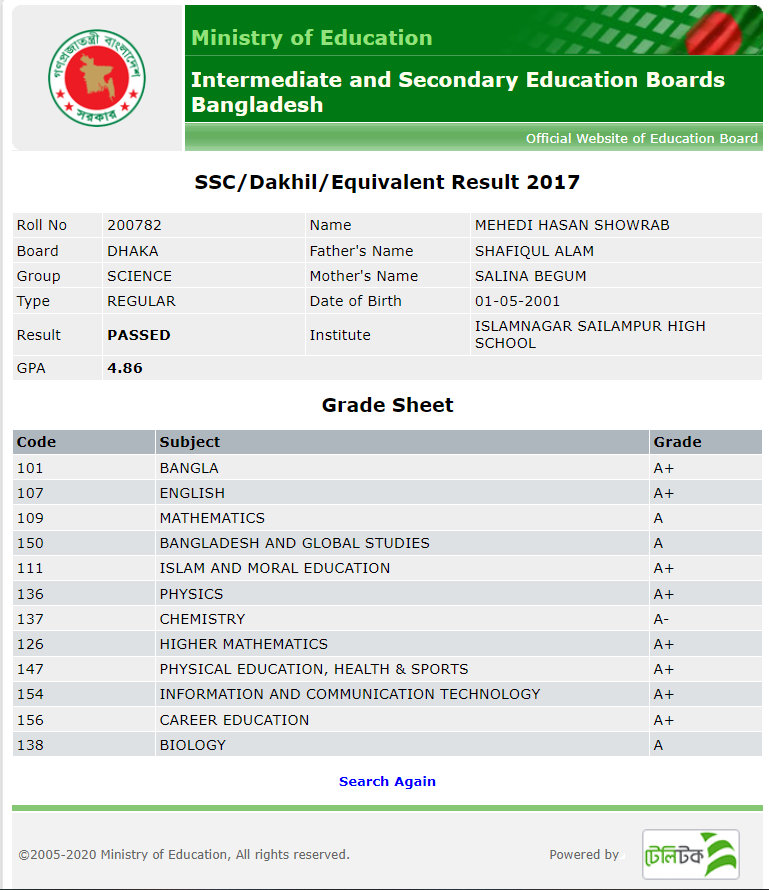 গণপ্রজাতন্ত্রী বাংলাদেশ
সরকার
Ministry of Education
Intermediate and Secondary Education Boards
Bangladesh
Official Website of Education Board
SSC/Dakhil/Equivalent Result 2017
Roll No 200782 Name MEHEDI HASAN SHOWRAB
Board DHAKA Father's Name SHAFIQUL ALAM
Group SCIENCE Mother's Name SALINA BEGUM
Type REGULAR Date of Birth 01-05-2001
Result PASSED Institute ISLAMNAGAR SAILAMPUR HIGH
SCHOOL
GPA 4.86
Grade Sheet
Code Subject Grade
101 BANGLA A+
107 ENGLISH A+
109 MATHEMATICS A
150 BANGLADESH AND GLOBAL STUDIES A
111 ISLAM AND MORAL EDUCATION A+
136 PHYSICS A+
137 CHEMISTRY A-
126 HIGHER MATHEMATICS A+
147 PHYSICAL EDUCATION, HEALTH & SPORTS A+
154 INFORMATION AND COMMUNICATION TECHNOLOGY A+
156 CAREER EDUCATION A+
138 BIOLOGY A
Search Again
©2005-2020 Ministry of Education, All rights reserved. Powered by টেলিটক